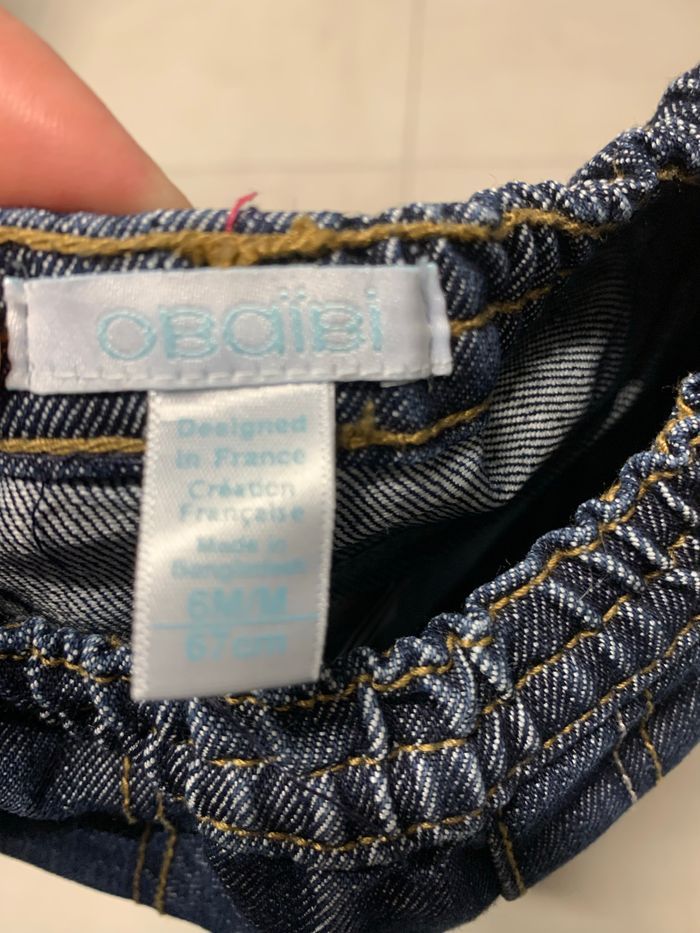 OBaïBi
Designed
in France
Création
Française
Made in
Bangladesh
6M/M
67cm